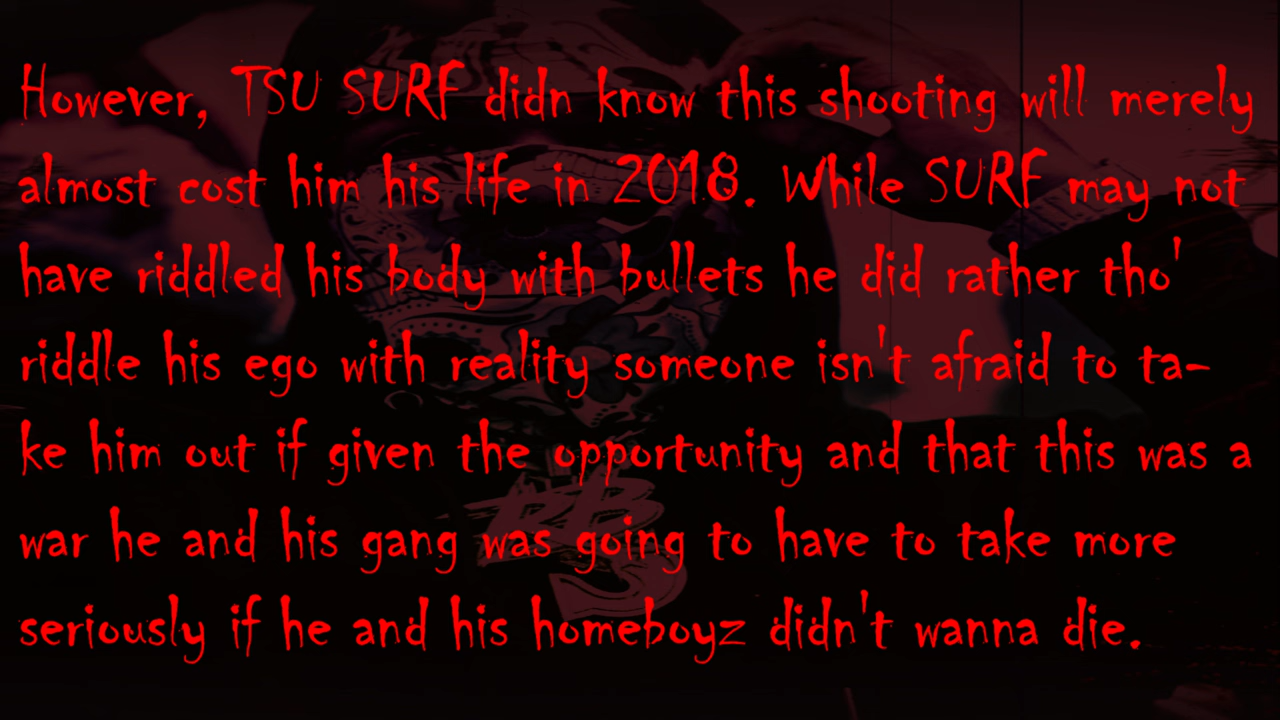 However, TSU SURF didn know this shooting will merely
almost cost him his life in 2018. While SURF may not
have riddled his body with bullets he did rather tho'
riddle his ego with reality someone isn't afraid to ta-
ke him out if given the opportunity and that this was a
war he and his gang was going to have to take more
seriously if he and his homeboyz didn't wanna die.